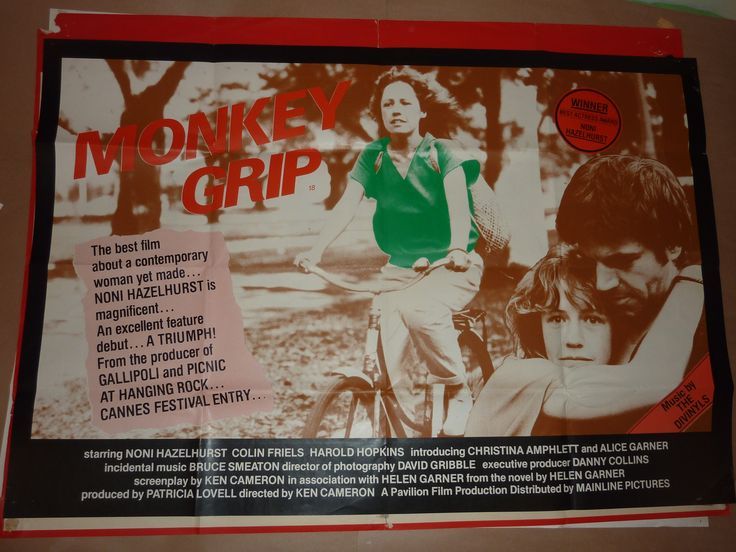 MONKEY
GRIP
18
WINNER
BEST ACTRESS AWARD
NONI
HAZELHURST
The best film
about a contemporary
woman yet made...
NONI HAZELHURST is
magnificent...
An excellent feature
debut... A TRIUMPH!
From the producer of
GALLIPOLI and PICNIC
AT HANGING ROCK...
CANNES FESTIVAL ENTRY...
Music by
THE
DIVINYLS
starring NONI HAZELHURST COLIN FRIELS HAROLD HOPKINS introducing CHRISTINA AMPHLETT and ALICE GARNER
incidental music BRUCE SMEATON director of photography DAVID GRIBBLE executive producer DANNY COLLINS
screenplay by KEN CAMERON in association with HELEN GARNER from the novel by HELEN GARNER
produced by PATRICIA LOVELL directed by KEN CAMERON A Pavilion Film Production Distributed by MAINLINE PICTURES